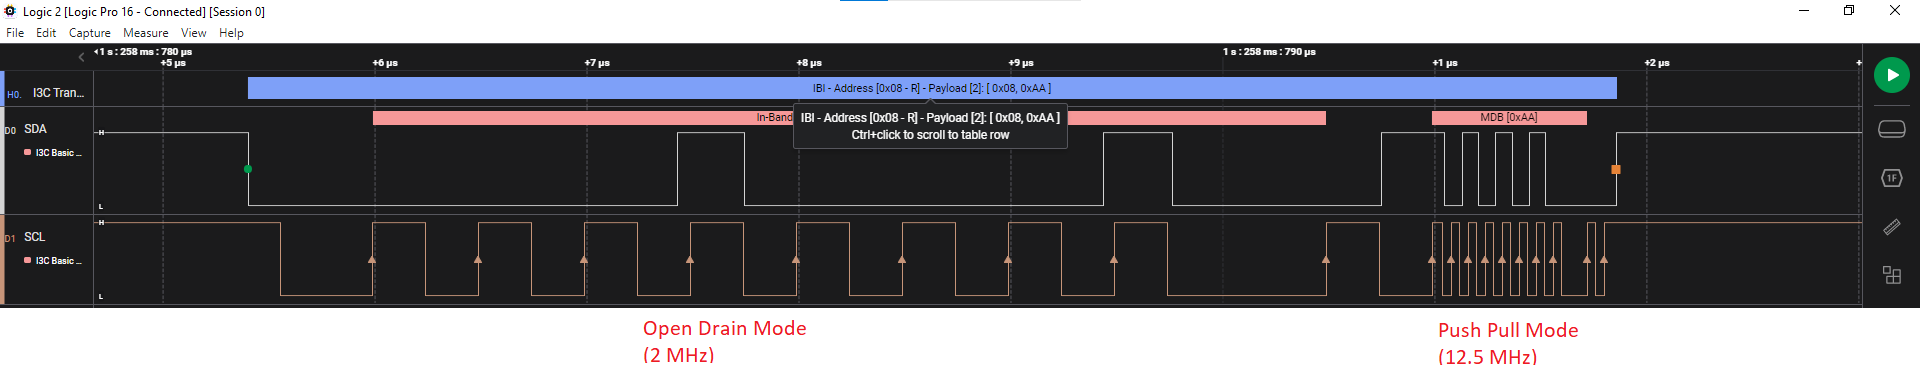 Logic 2 [Logic Pro 16 - Connected] [Session 0]
File Edit Capture Measure View Help
1 s : 258 ms : 780 µs
1 s : 258 ms : 790 µs
+5 µs +6 µs +7 µs +8 µs +9 µs +1 µs +2 µs +
H0. I3C Tran... IBI - Address [0x08 - R] - Payload [2]: [ 0x08, 0xAA ]
In-Band
IBI - Address [0x08 - R] - Payload [2]: [ 0x08, 0xAA ]
Ctrl+click to scroll to table row
MDB [0xAA]
D0 SDA H
I3C Basic ...
L
1F
D1 SCL H
I3C Basic ...
L
Open Drain Mode
(2 MHz)
Push Pull Mode
(12.5 MHz)